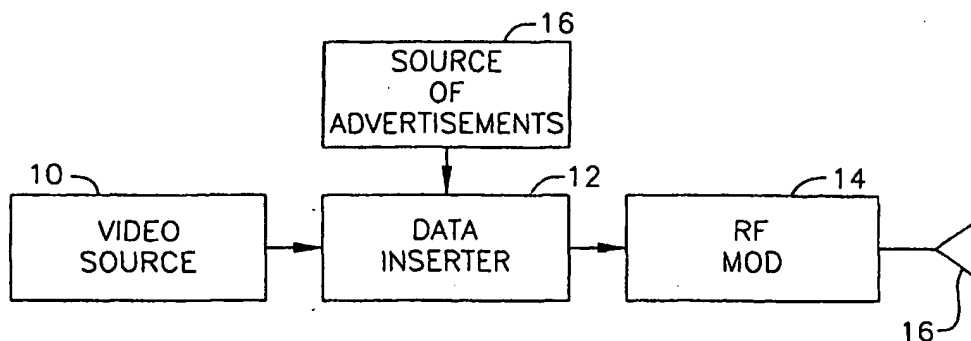 16
SOURCE
OF
ADVERTISEMENTS
10
VIDEO
SOURCE
12
DATA
INSERTER
14
RF
MOD
16